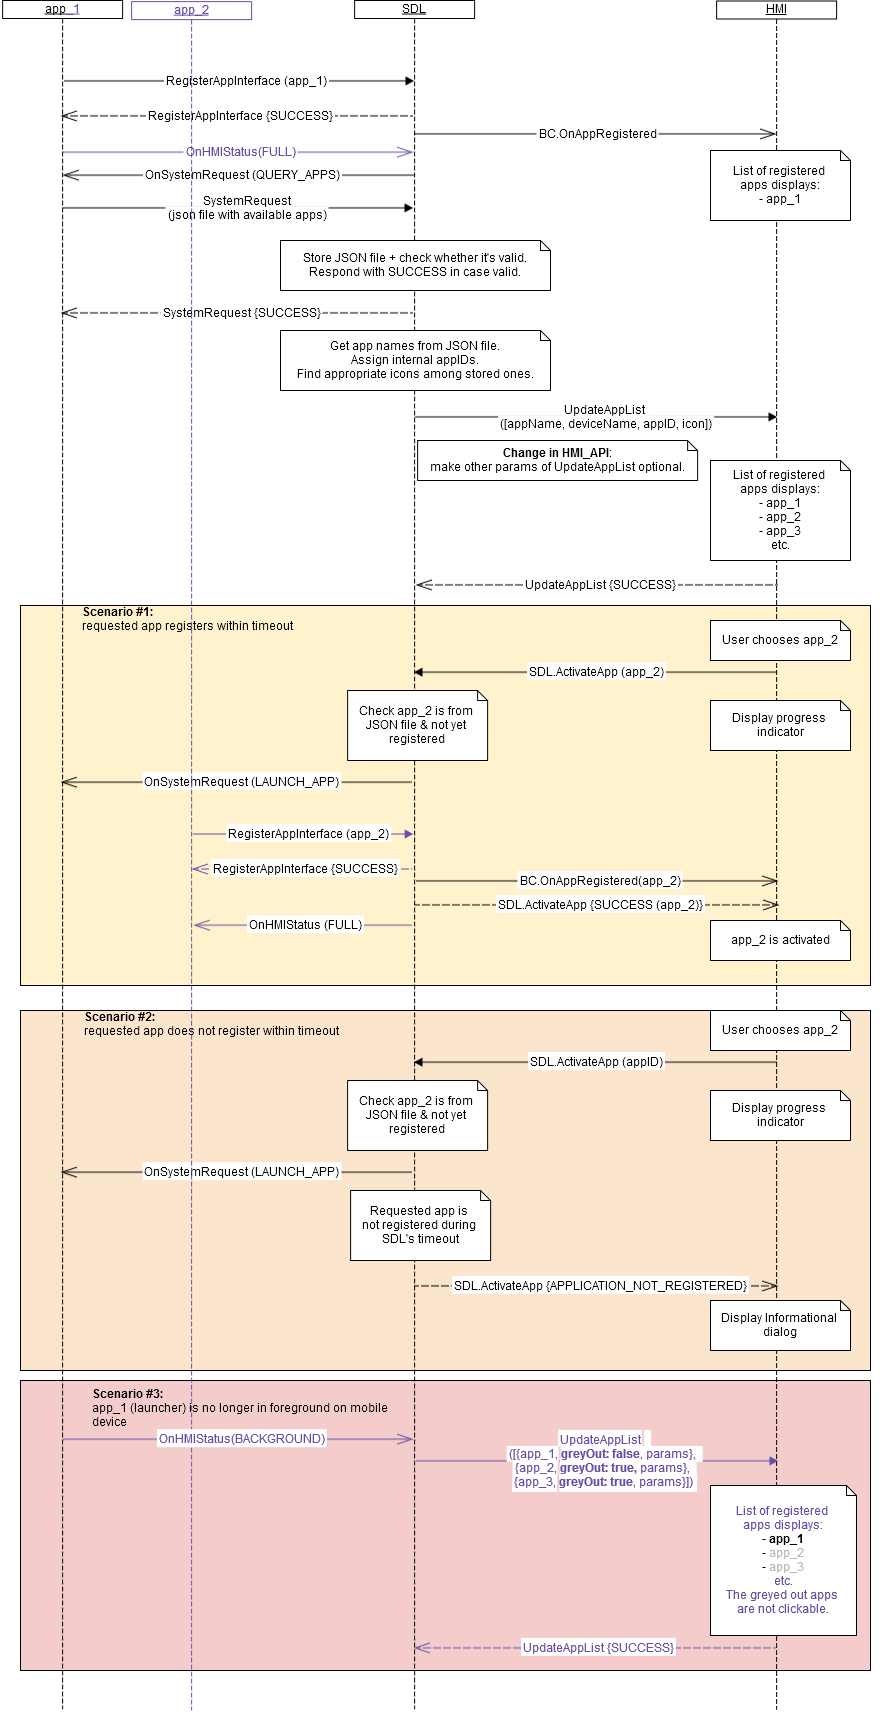 app_1
app_2
SDL
HMI
RegisterAppInterface (app_1)
RegisterAppInterface {SUCCESS}
BC.OnAppRegistered
OnHMIStatus(FULL)
List of registered
apps displays:
- app_1
OnSystemRequest (QUERY_APPS)
SystemRequest
(json file with available apps)
Store JSON file + check whether it's valid.
Respond with SUCCESS in case valid.
SystemRequest {SUCCESS}
Get app names from JSON file.
Assign internal appIDs.
Find appropriate icons among stored ones.
UpdateAppList
([appName, deviceName, appID, icon])
Change in HMI_API:
make other params of UpdateAppList optional.
List of registered
apps displays:
- app_1
- app_2
- app_3
etc.
UpdateAppList {SUCCESS}
Scenario #1:
requested app registers within timeout
User chooses app_2
SDL.ActivateApp (app_2)
Check app_2 is from
JSON file & not yet
registered
Display progress
indicator
OnSystemRequest (LAUNCH_APP)
RegisterAppInterface (app_2)
RegisterAppInterface {SUCCESS}
BC.OnAppRegistered(app_2)
SDL.ActivateApp {SUCCESS (app_2)}
OnHMIStatus (FULL)
app_2 is activated
Scenario #2:
requested app does not register within timeout
User chooses app_2
SDL.ActivateApp (appID)
Check app_2 is from
JSON file & not yet
registered
Display progress
indicator
OnSystemRequest (LAUNCH_APP)
Requested app is
not registered during
SDL's timeout
SDL.ActivateApp {APPLICATION_NOT_REGISTERED}
Display Informational
dialog
Scenario #3:
app_1 (launcher) is no longer in foreground on mobile
device
OnHMIStatus(BACKGROUND)
UpdateAppList
([{app_1, greyOut: false, params},
{app_2, greyOut: true, params},
{app_3, greyOut: true, params}])
List of registered
apps displays:
- app_1
- app_2
- app_3
etc.
The greyed out apps
are not clickable.
UpdateAppList {SUCCESS}